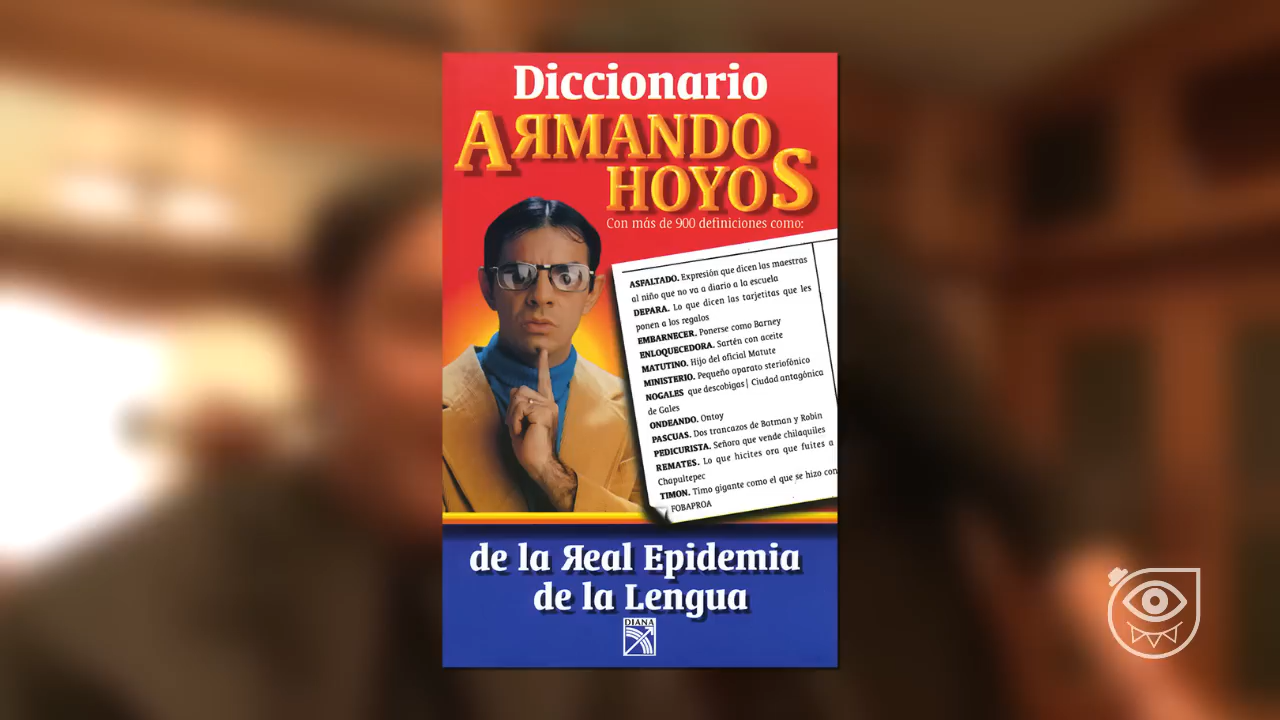 Diccionario
AЯMANDO
HOYOS
Con más de 900 definiciones como:
ASFALTADO. Expresión que dicen las maestras
al niño que no va a diario a la escuela
DEPARA. Lo que dicen las tarjetitas que les
ponen a los regalos
EMBARNECER. Ponerse como Barney
ENLOQUECEDORA. Sartén con aceite
MATUTINO. Hijo del oficial Matute
MINISTERIO. Pequeño aparato steriofónico
NOGALES que descobigas| Ciudad antagónica
de Gales
ONDEANDO. Ontoy
PASCUAS. Dos trancazos de Batman y Robin
PEDICURISTA. Señora que vende chilaquiles
REMATES. Lo que hicites ora que fuites a
Chapultepec
TIMON. Timo gigante como el que se hizo con
FOBAPROA
de la Яeal Epidemia
de la Lengua
DIANA